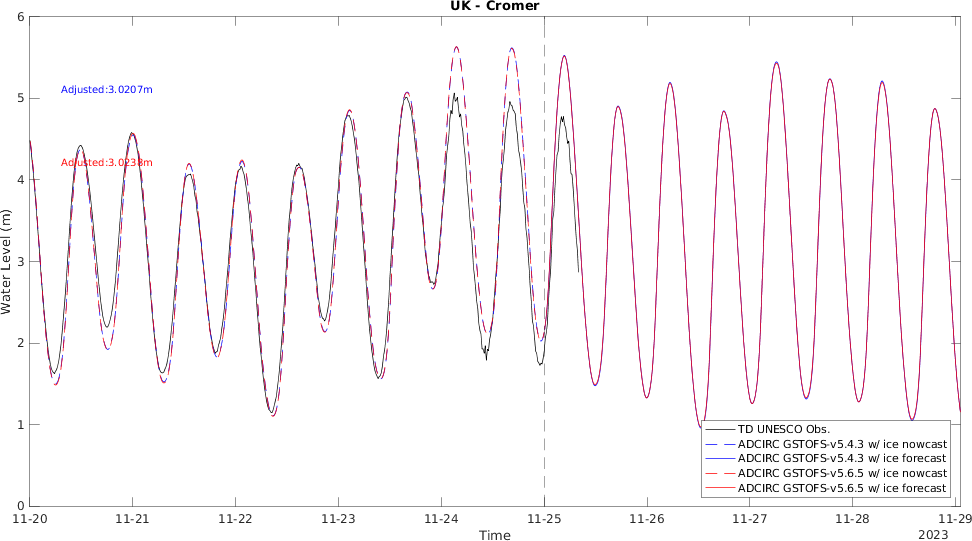 UK - Cromer
6
5
4
3
2
1
0
Water Level (m)
Adjusted:3.0207m
Adjusted:3.0238m
TD UNESCO Obs.
ADCIRC GSTOFS-v5.4.3 w/ ice nowcast
ADCIRC GSTOFS-v5.4.3 w/ ice forecast
ADCIRC GSTOFS-v5.6.5 w/ ice nowcast
ADCIRC GSTOFS-v5.6.5 w/ ice forecast
11-20 11-21 11-22 11-23 11-24 11-25 11-26 11-27 11-28 11-29
Time
2023